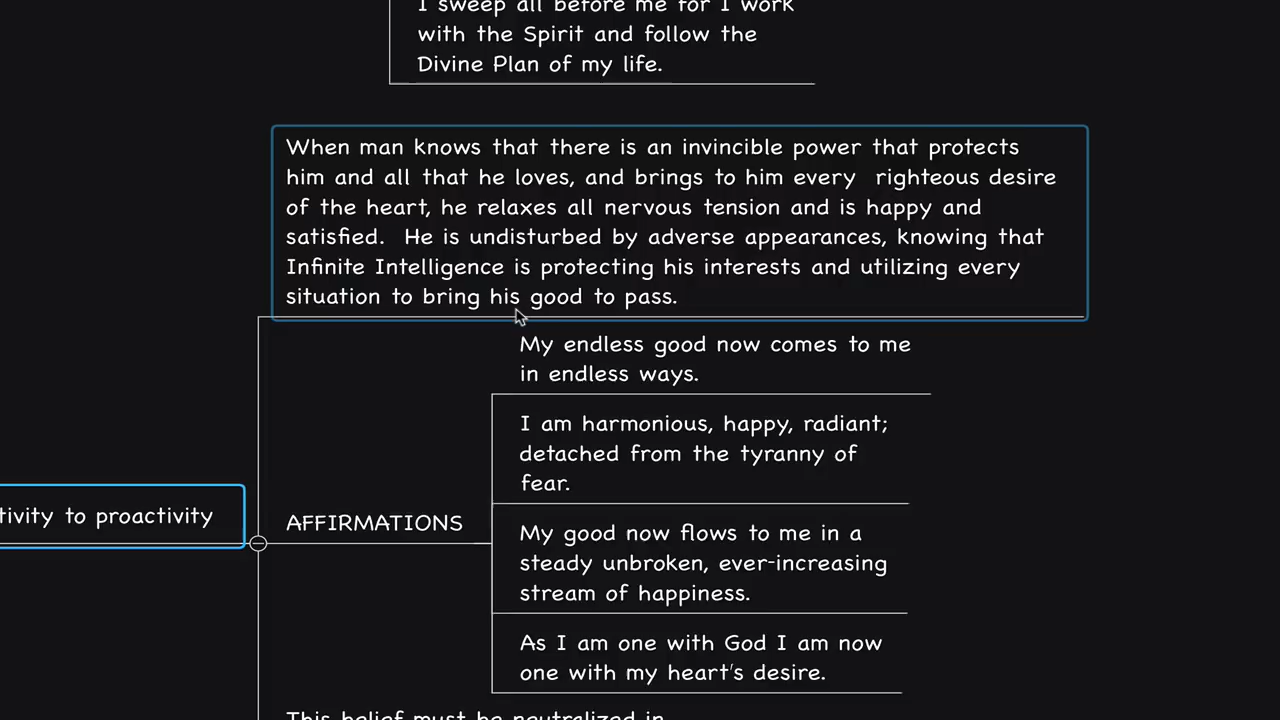 I sweep all before me for I work
with the Spirit and follow the
Divine Plan of my life.
When man knows that there is an invincible power that protects
him and all that he loves, and brings to him every  righteous desire
of the heart, he relaxes all nervous tension and is happy and
satisfied.  He is undisturbed by adverse appearances, knowing that
Infinite Intelligence is protecting his interests and utilizing every
situation to bring his good to pass.
My endless good now comes to me
in endless ways.
I am harmonious, happy, radiant;
detached from the tyranny of
fear.
tivity to proactivity
AFFIRMATIONS
My good now flows to me in a
steady unbroken, ever-increasing
stream of happiness.
As I am one with God I am now
one with my heart's desire.
This belief must be neutralized in